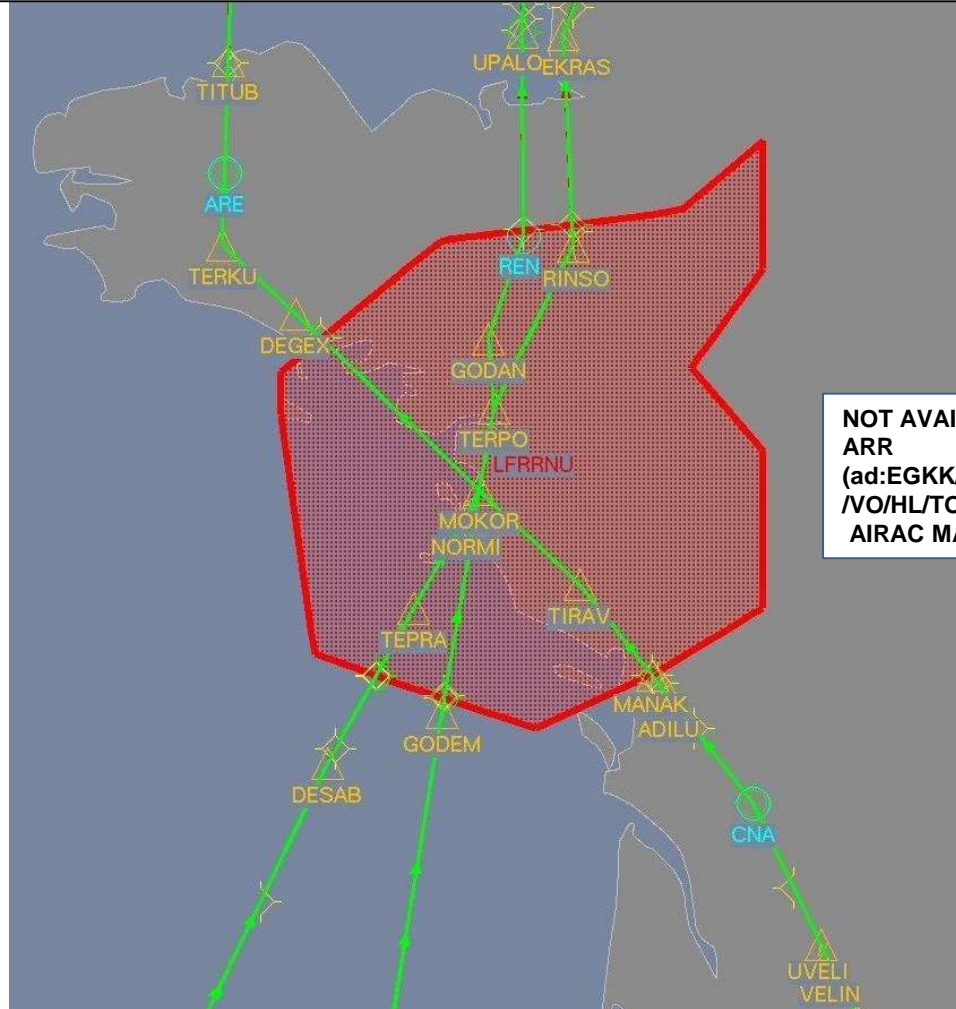 UPALO EKRAS
TITUB
ARE
TERKU
REN
RINSO
DEGEX
GODAN
TERPO
LFRRNU
MOKOR
NORMI
TIRAV
TEPRA
MANAK
ADILU
GODEM
DESAB
CNA
UVELI
VELIN
NOT AVAI
ARR
(ad:EGKK/
/VO/HL/TO
AIRAC MA